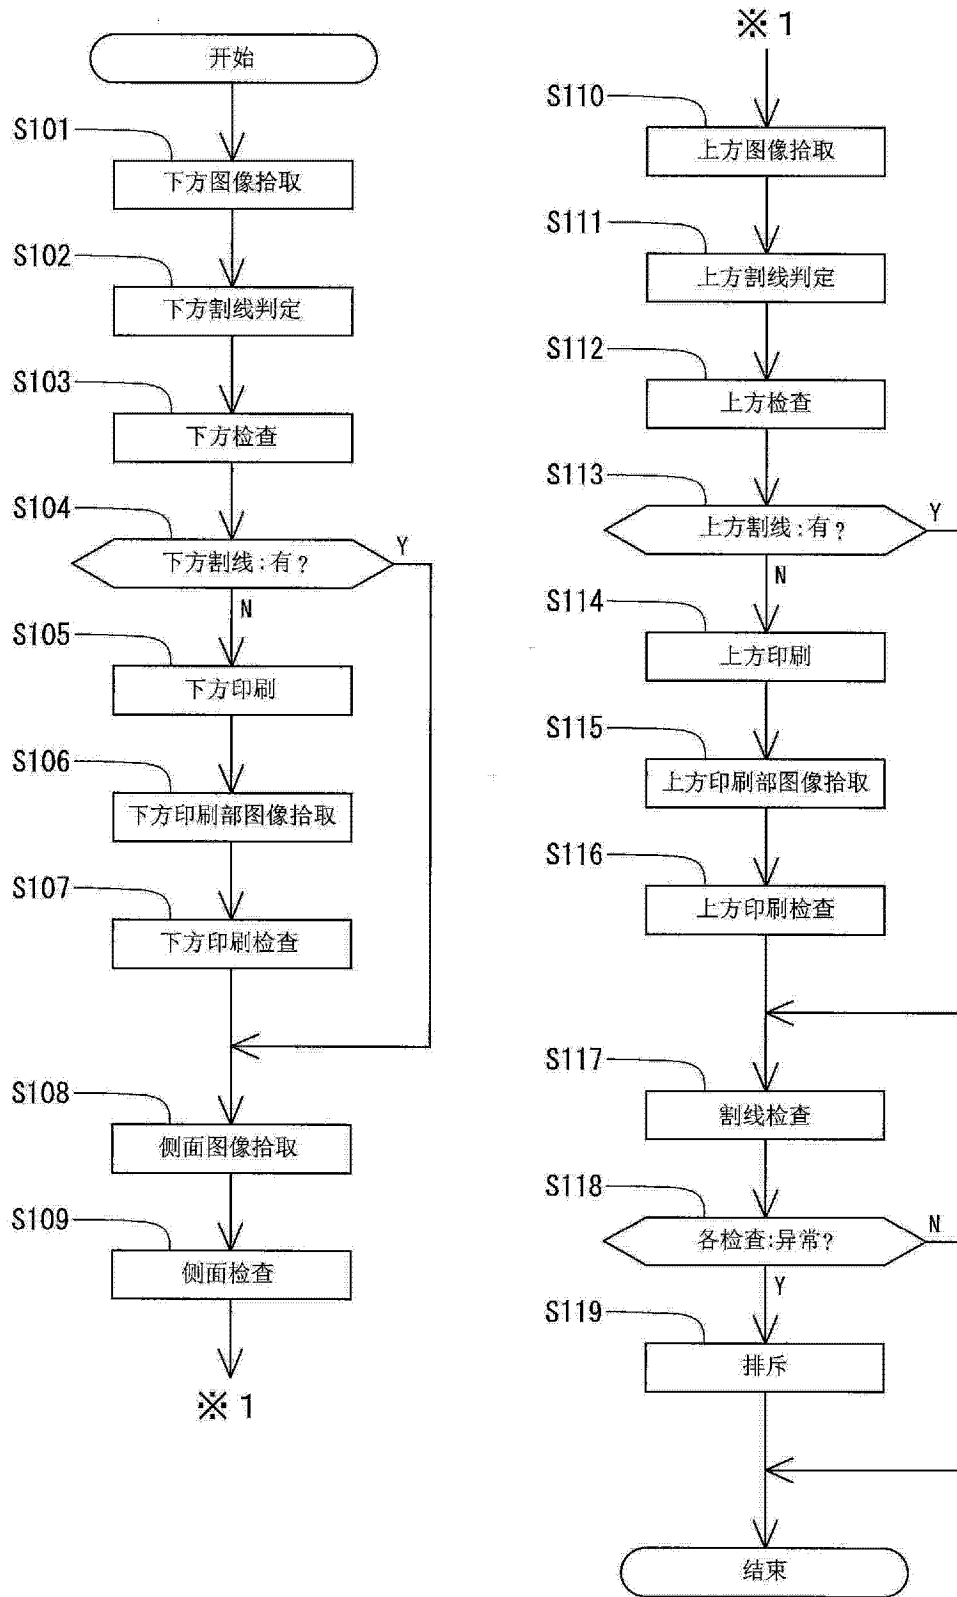 开始
S101
下方图像拾取
S102
下方割线判定
S103
下方检查
S104
下方割线:有?
Y
N
S105
下方印刷
S106
下方印刷部图像拾取
S107
下方印刷检查
S108
侧面图像拾取
S109
侧面检查
※1
※1
S110
上方图像拾取
S111
上方割线判定
S112
上方检查
S113
上方割线:有?
Y
N
S114
上方印刷
S115
上方印刷部图像拾取
S116
上方印刷检查
S117
割线检查
S118
各检查:异常?
N
Y
S119
排斥
结束